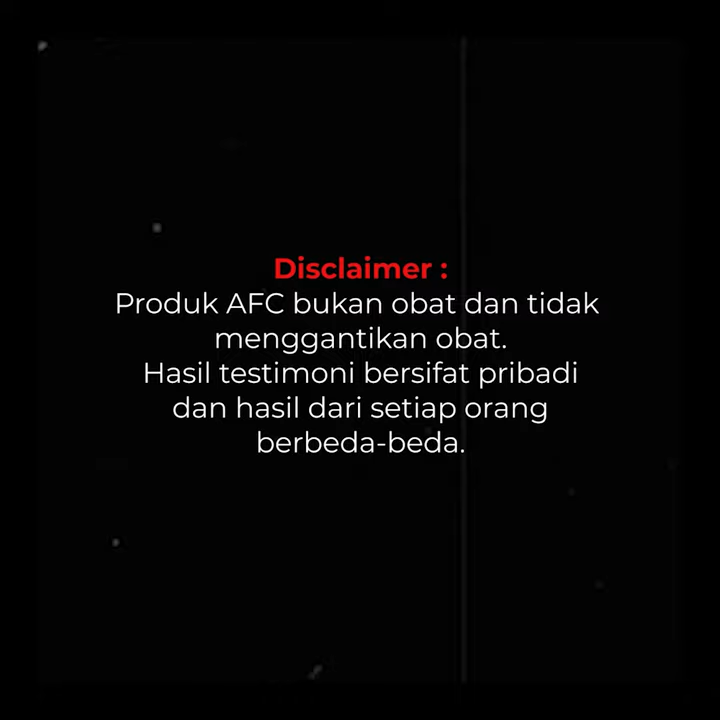 Disclaimer :
Produk AFC bukan obat dan tidak
menggantikan obat.
Hasil testimoni bersifat pribadi
dan hasil dari setiap orang
berbeda-beda.